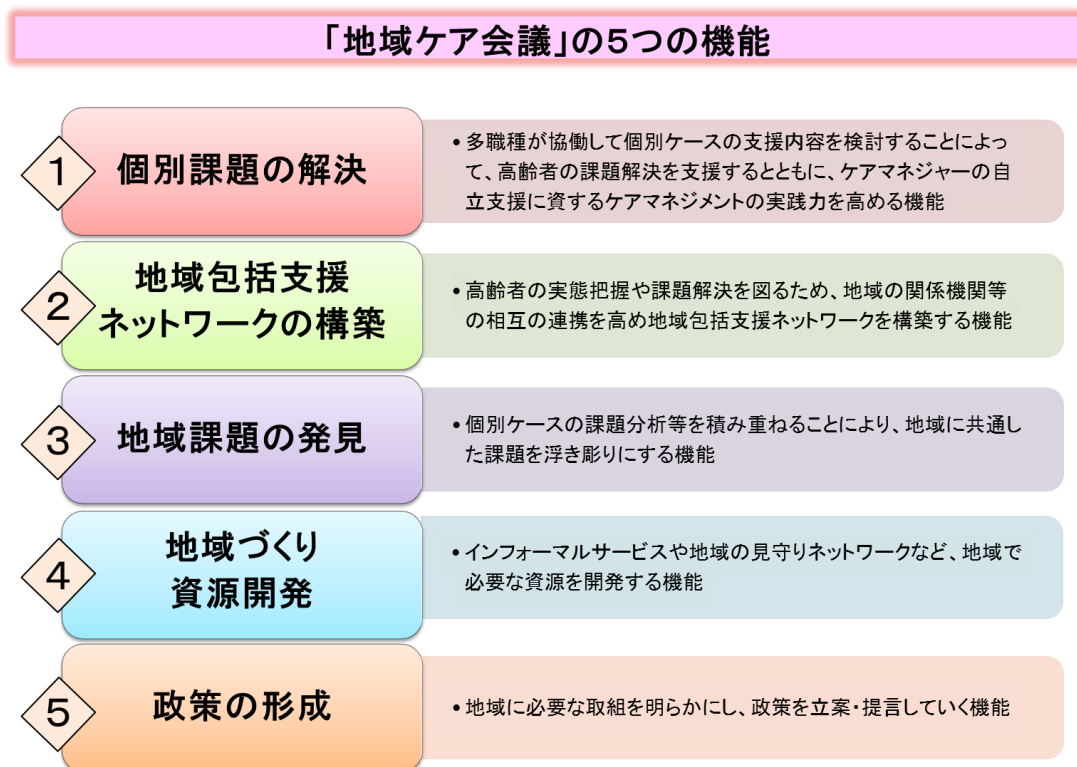 「地域ケア会議」の５つの機能
1
個別課題の解決
•多職種が協働して個別ケースの支援内容を検討することによっ
て、高齢者の課題解決を支援するとともに、ケアマネジャーの自
立支援に資するケアマネジメントの実践力を高める機能
2
地域包括支援
ネットワークの構築
•高齢者の実態把握や課題解決を図るため、地域の関係機関等
の相互の連携を高め地域包括支援ネットワークを構築する機能
3
地域課題の発見
•個別ケースの課題分析等を積み重ねることにより、地域に共通し
た課題を浮き彫りにする機能
4
地域づくり
資源開発
•インフォーマルサービスや地域の見守りネットワークなど、地域で
必要な資源を開発する機能
5
政策の形成
•地域に必要な取組を明らかにし、政策を立案・提言していく機能